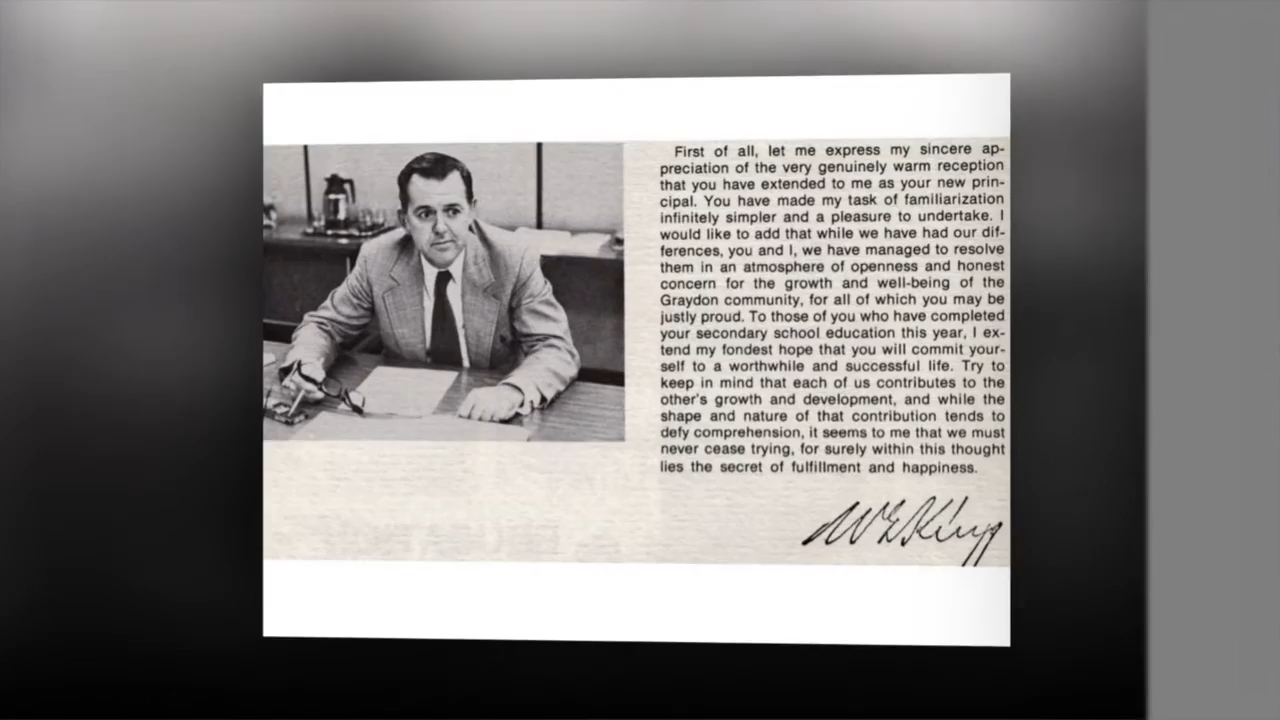 First of all, let me express my sincere ap-
preciation of the very genuinely warm reception
that you have extended to me as your new prin-
cipal. You have made my task of familiarization
infinitely simpler and a pleasure to undertake. I
would like to add that while we have had our dif-
ferences, you and I, we have managed to resolve
them in an atmosphere of openness and honest
concern for the growth and well-being of the
Graydon community, for all of which you may be
justly proud. To those of you who have completed
your secondary school education this year, I ex-
tend my fondest hope that you will commit your-
self to a worthwhile and successful life. Try to
keep in mind that each of us contributes to the
other's growth and development, and while the
shape and nature of that contribution tends to
defy comprehension, it seems to me that we must
never cease trying, for surely within this thought
lies the secret of fulfillment and happiness.
W E King